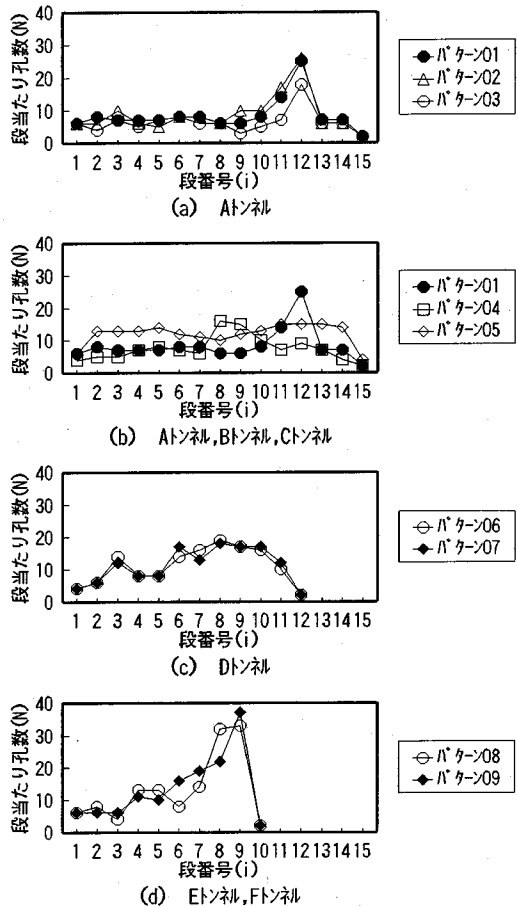 段当たり孔数(N)
40
30
20
10
0
1 2 3 4 5 6 7 8 9 10 11 12 13 14 15
段番号(i)
(a) Aトンネル
パターン01
パターン02
パターン03
段当たり孔数(N)
40
30
20
10
0
1 2 3 4 5 6 7 8 9 10 11 12 13 14 15
段番号(i)
(b) Aトンネル,Bトンネル,Cトンネル
パターン01
パターン04
パターン05
段当たり孔数(N)
40
30
20
10
0
1 2 3 4 5 6 7 8 9 10 11 12 13 14 15
段番号(i)
(c) Dトンネル
パターン06
パターン07
段当たり孔数(N)
40
30
20
10
0
1 2 3 4 5 6 7 8 9 10 11 12 13 14 15
段番号(i)
(d) Eトンネル,Fトンネル
パターン08
パターン09